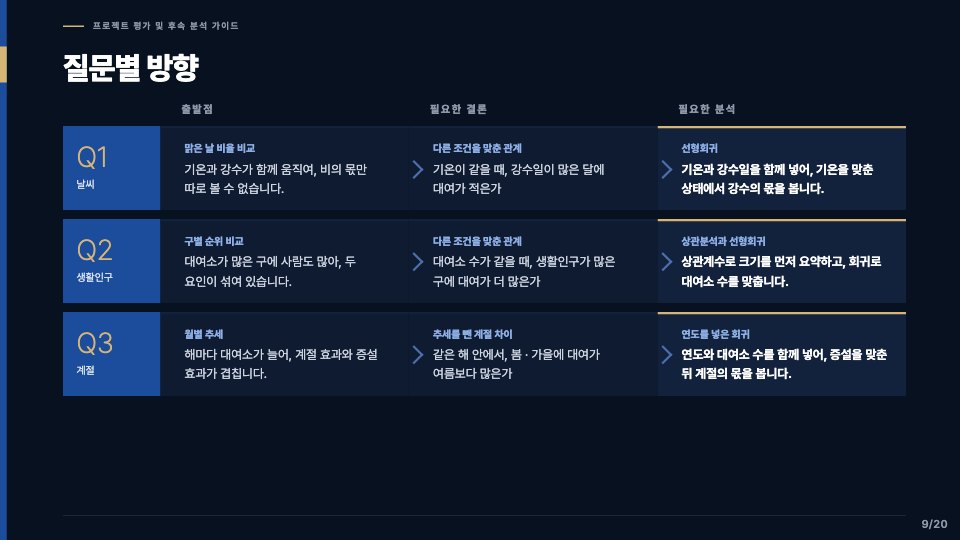 프로젝트 평가 및 후속 분석 가이드
질문별 방향
출발점
필요한 결론
필요한 분석
Q1
날씨
맑은 날 비율 비교
기온과 강수가 함께 움직여, 비의 몫만
따로 볼 수 없습니다.
다른 조건을 맞춘 관계
기온이 같을 때, 강수일이 많은 달에
대여가 적은가
선형회귀
기온과 강수일을 함께 넣어, 기온을 맞춘
상태에서 강수의 몫을 봅니다.
Q2
생활인구
구별 순위 비교
대여소가 많은 구에 사람도 많아, 두
요인이 섞여 있습니다.
다른 조건을 맞춘 관계
대여소 수가 같을 때, 생활인구가 많은
구에 대여가 더 많은가
상관분석과 선형회귀
상관계수로 크기를 먼저 요약하고, 회귀로
대여소 수를 맞춥니다.
Q3
계절
월별 추세
해마다 대여소가 늘어, 계절 효과와 증설
효과가 겹칩니다.
추세를 뺀 계절 차이
같은 해 안에서, 봄 · 가을에 대여가
여름보다 많은가
연도를 넣은 회귀
연도와 대여소 수를 함께 넣어, 증설을 맞춘
뒤 계절의 몫을 봅니다.
9/20